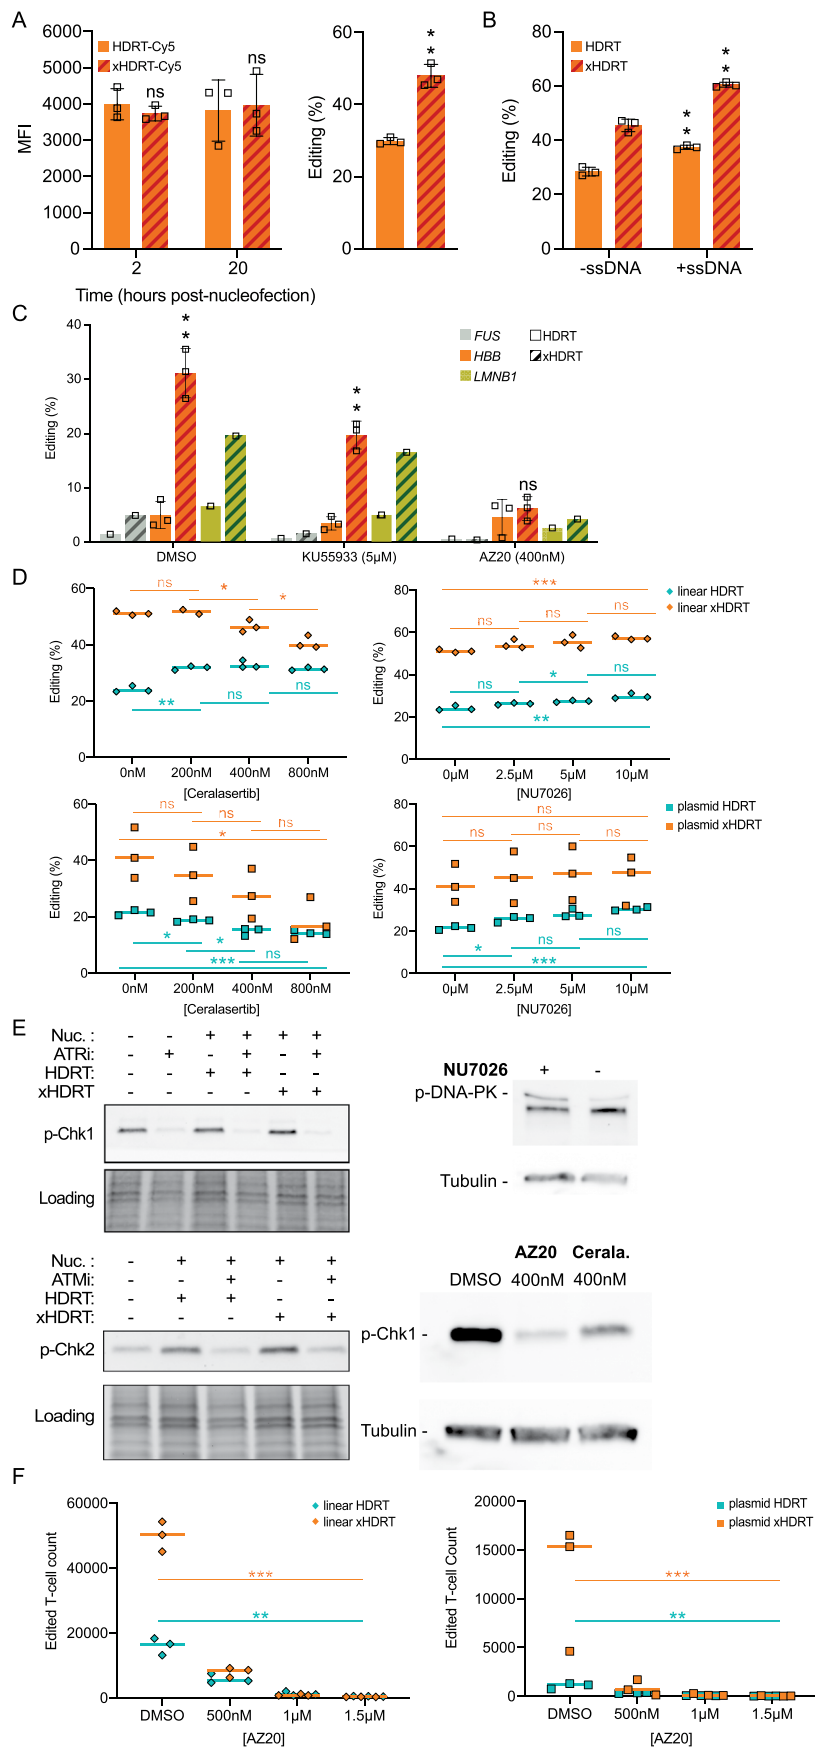 A
6000
5000
4000
3000
2000
1000
0
MFI
HDRT-Cy5
xHDRT-Cy5
ns
ns
2
20
Time (hours post-nucleofection)
60
40
20
0
Editing (%)
*
*
B
80
60
40
20
0
Editing (%)
HDRT
xHDRT
*
*
*
*
-ssDNA
+ssDNA
C
40
30
20
10
0
Editing (%)
*
*
*
*
ns
FUS
HDRT
HBB
xHDRT
LMNB1
DMSO
KU55933 (5µM)
AZ20 (400nM)
D
60
40
20
0
Editing (%)
ns
*
*
**
ns
ns
0nM
200nM
400nM
800nM
[Ceralasertib]
80
60
40
20
0
Editing (%)
***
ns
ns
ns
ns
*
ns
**
0µM
2.5µM
5µM
10µM
[NU7026]
linear HDRT
linear xHDRT
60
40
20
0
Editing (%)
ns
ns
*
ns
*
*
ns
***
0nM
200nM
400nM
800nM
[Ceralasertib]
80
60
40
20
0
Editing (%)
ns
ns
ns
ns
*
ns
ns
***
0µM
2.5µM
5µM
10µM
[NU7026]
plasmid HDRT
plasmid xHDRT
E
Nuc. : - - + + + +
ATRi: - + - + - +
HDRT: - - + + - -
xHDRT - - - - + +
p-Chk1
Loading
NU7026 + -
p-DNA-PK -
Tubulin -
Nuc. : - + + + +
ATMi: - - + - +
HDRT: - + + - -
xHDRT: - - - + +
p-Chk2
Loading
AZ20 Cerala.
DMSO 400nM 400nM
p-Chk1 -
Tubulin -
F
60000
40000
20000
0
Edited T-cell count
linear HDRT
linear xHDRT
***
**
DMSO
500nM
1µM
1.5µM
[AZ20]
20000
15000
10000
5000
0
Edited T-cell Count
plasmid HDRT
plasmid xHDRT
***
**
DMSO
500nM
1µM
1.5µM
[AZ20]